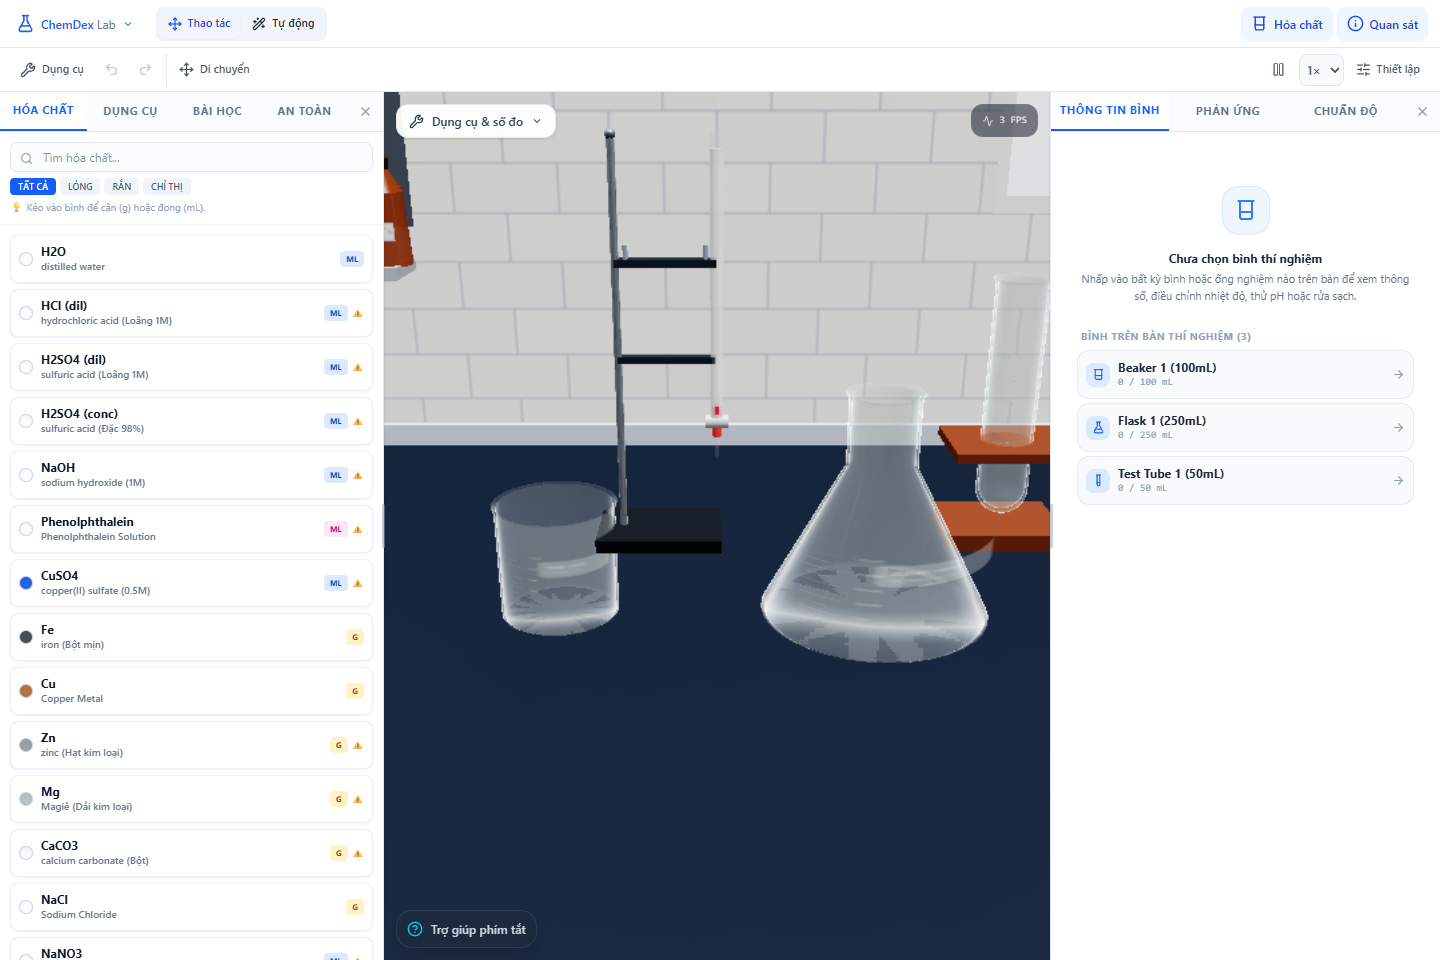 ChemDex Lab
Thao tác
Tự động
Hóa chất
Quan sát
Dụng cụ
Di chuyển
1×
Thiết lập
HÓA CHẤT
DỤNG CỤ
BÀI HỌC
AN TOÀN
Tìm hóa chất...
TẤT CẢ
LỎNG
RẮN
CHỈ THỊ
Kéo vào bình để cân (g) hoặc đong (mL).
H2O
distilled water
ML
HCl (dil)
hydrochloric acid (Loãng 1M)
ML
H2SO4 (dil)
sulfuric acid (Loãng 1M)
ML
H2SO4 (conc)
sulfuric acid (Đặc 98%)
ML
NaOH
sodium hydroxide (1M)
ML
Phenolphthalein
Phenolphthalein Solution
ML
CuSO4
copper(II) sulfate (0.5M)
ML
Fe
iron (Bột mịn)
G
Cu
Copper Metal
G
Zn
zinc (Hạt kim loại)
G
Mg
Magiê (Dải kim loại)
G
CaCO3
calcium carbonate (Bột)
G
NaCl
Sodium Chloride
G
NaNO3
Dụng cụ & số đo
3 FPS
Trợ giúp phím tắt
THÔNG TIN BÌNH
PHẢN ỨNG
CHUẨN ĐỘ
Chưa chọn bình thí nghiệm
Nhấp vào bất kỳ bình hoặc ống nghiệm nào trên bàn để xem thông
số, điều chỉnh nhiệt độ, thử pH hoặc rửa sạch.
BÌNH TRÊN BÀN THÍ NGHIỆM (3)
Beaker 1 (100mL)
0 / 100 mL
Flask 1 (250mL)
0 / 250 mL
Test Tube 1 (50mL)
0 / 50 mL